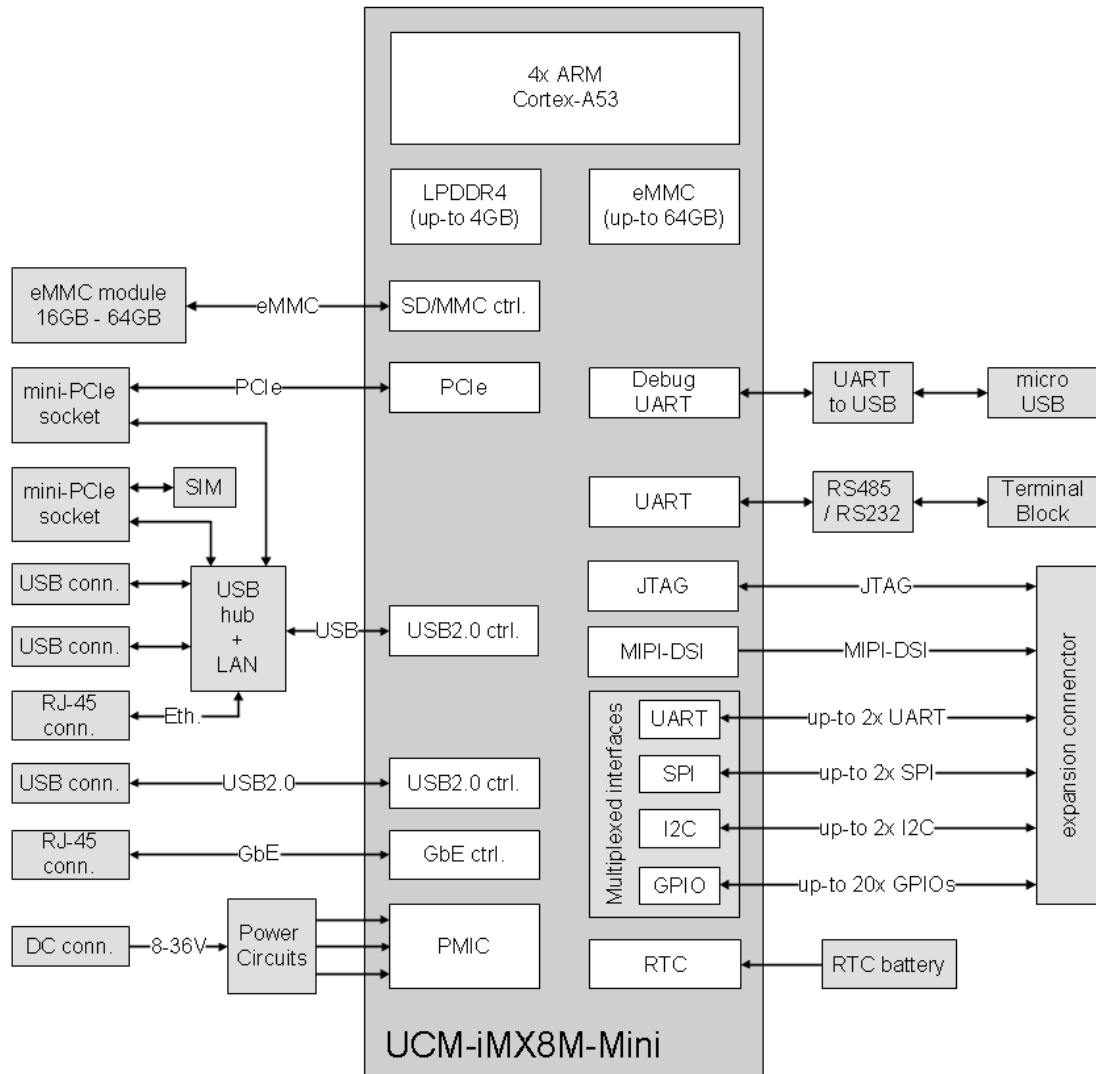 4x ARM
Cortex-A53
LPDDR4
(up-to 4GB)
eMMC
(up-to 64GB)
eMMC module
16GB - 64GB
eMMC
SD/MMC ctrl.
mini-PCIe
socket
PCIe
PCIe
Debug
UART
UART
to USB
micro
USB
mini-PCIe
socket
SIM
UART
RS485
/ RS232
Terminal
Block
USB conn.
USB conn.
USB
hub
+
LAN
USB
USB2.0 ctrl.
RJ-45
conn.
Eth.
JTAG
JTAG
MIPI-DSI
MIPI-DSI
Multiplexed interfaces
UART
up-to 2x UART
SPI
up-to 2x SPI
I2C
up-to 2x I2C
GPIO
up-to 20x GPIOs
expansion connenctor
USB conn.
USB2.0
USB2.0 ctrl.
RJ-45
conn.
GbE
GbE ctrl.
DC conn.
8-36V
Power
Circuits
PMIC
RTC
RTC battery
UCM-iMX8M-Mini